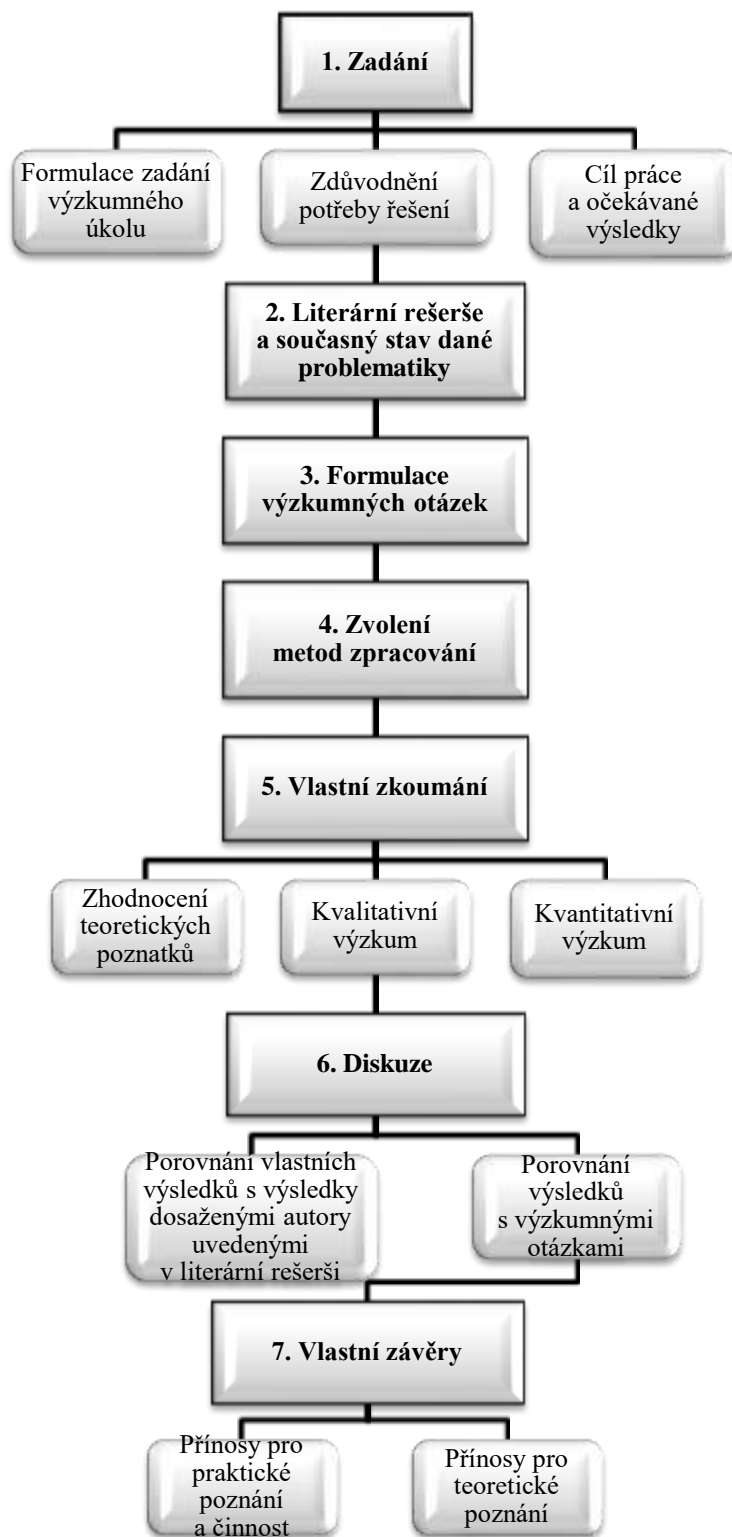 1. Zadání
Formulace zadání
výzkumného
úkolu
Zdůvodnění
potřeby řešení
Cíl práce
a očekávané
výsledky
2. Literární rešerše
a současný stav dané
problematiky
3. Formulace
výzkumných otázek
4. Zvolení
metod zpracování
5. Vlastní zkoumání
Zhodnocení
teoretických
poznatků
Kvalitativní
výzkum
Kvantitativní
výzkum
6. Diskuze
Porovnání vlastních
výsledků s výsledky
dosaženými autory
uvedenými
v literární rešerši
Porovnání
výsledků
s výzkumnými
otázkami
7. Vlastní závěry
Přínosy pro
praktické
poznání
a činnost
Přínosy pro
teoretické
poznání